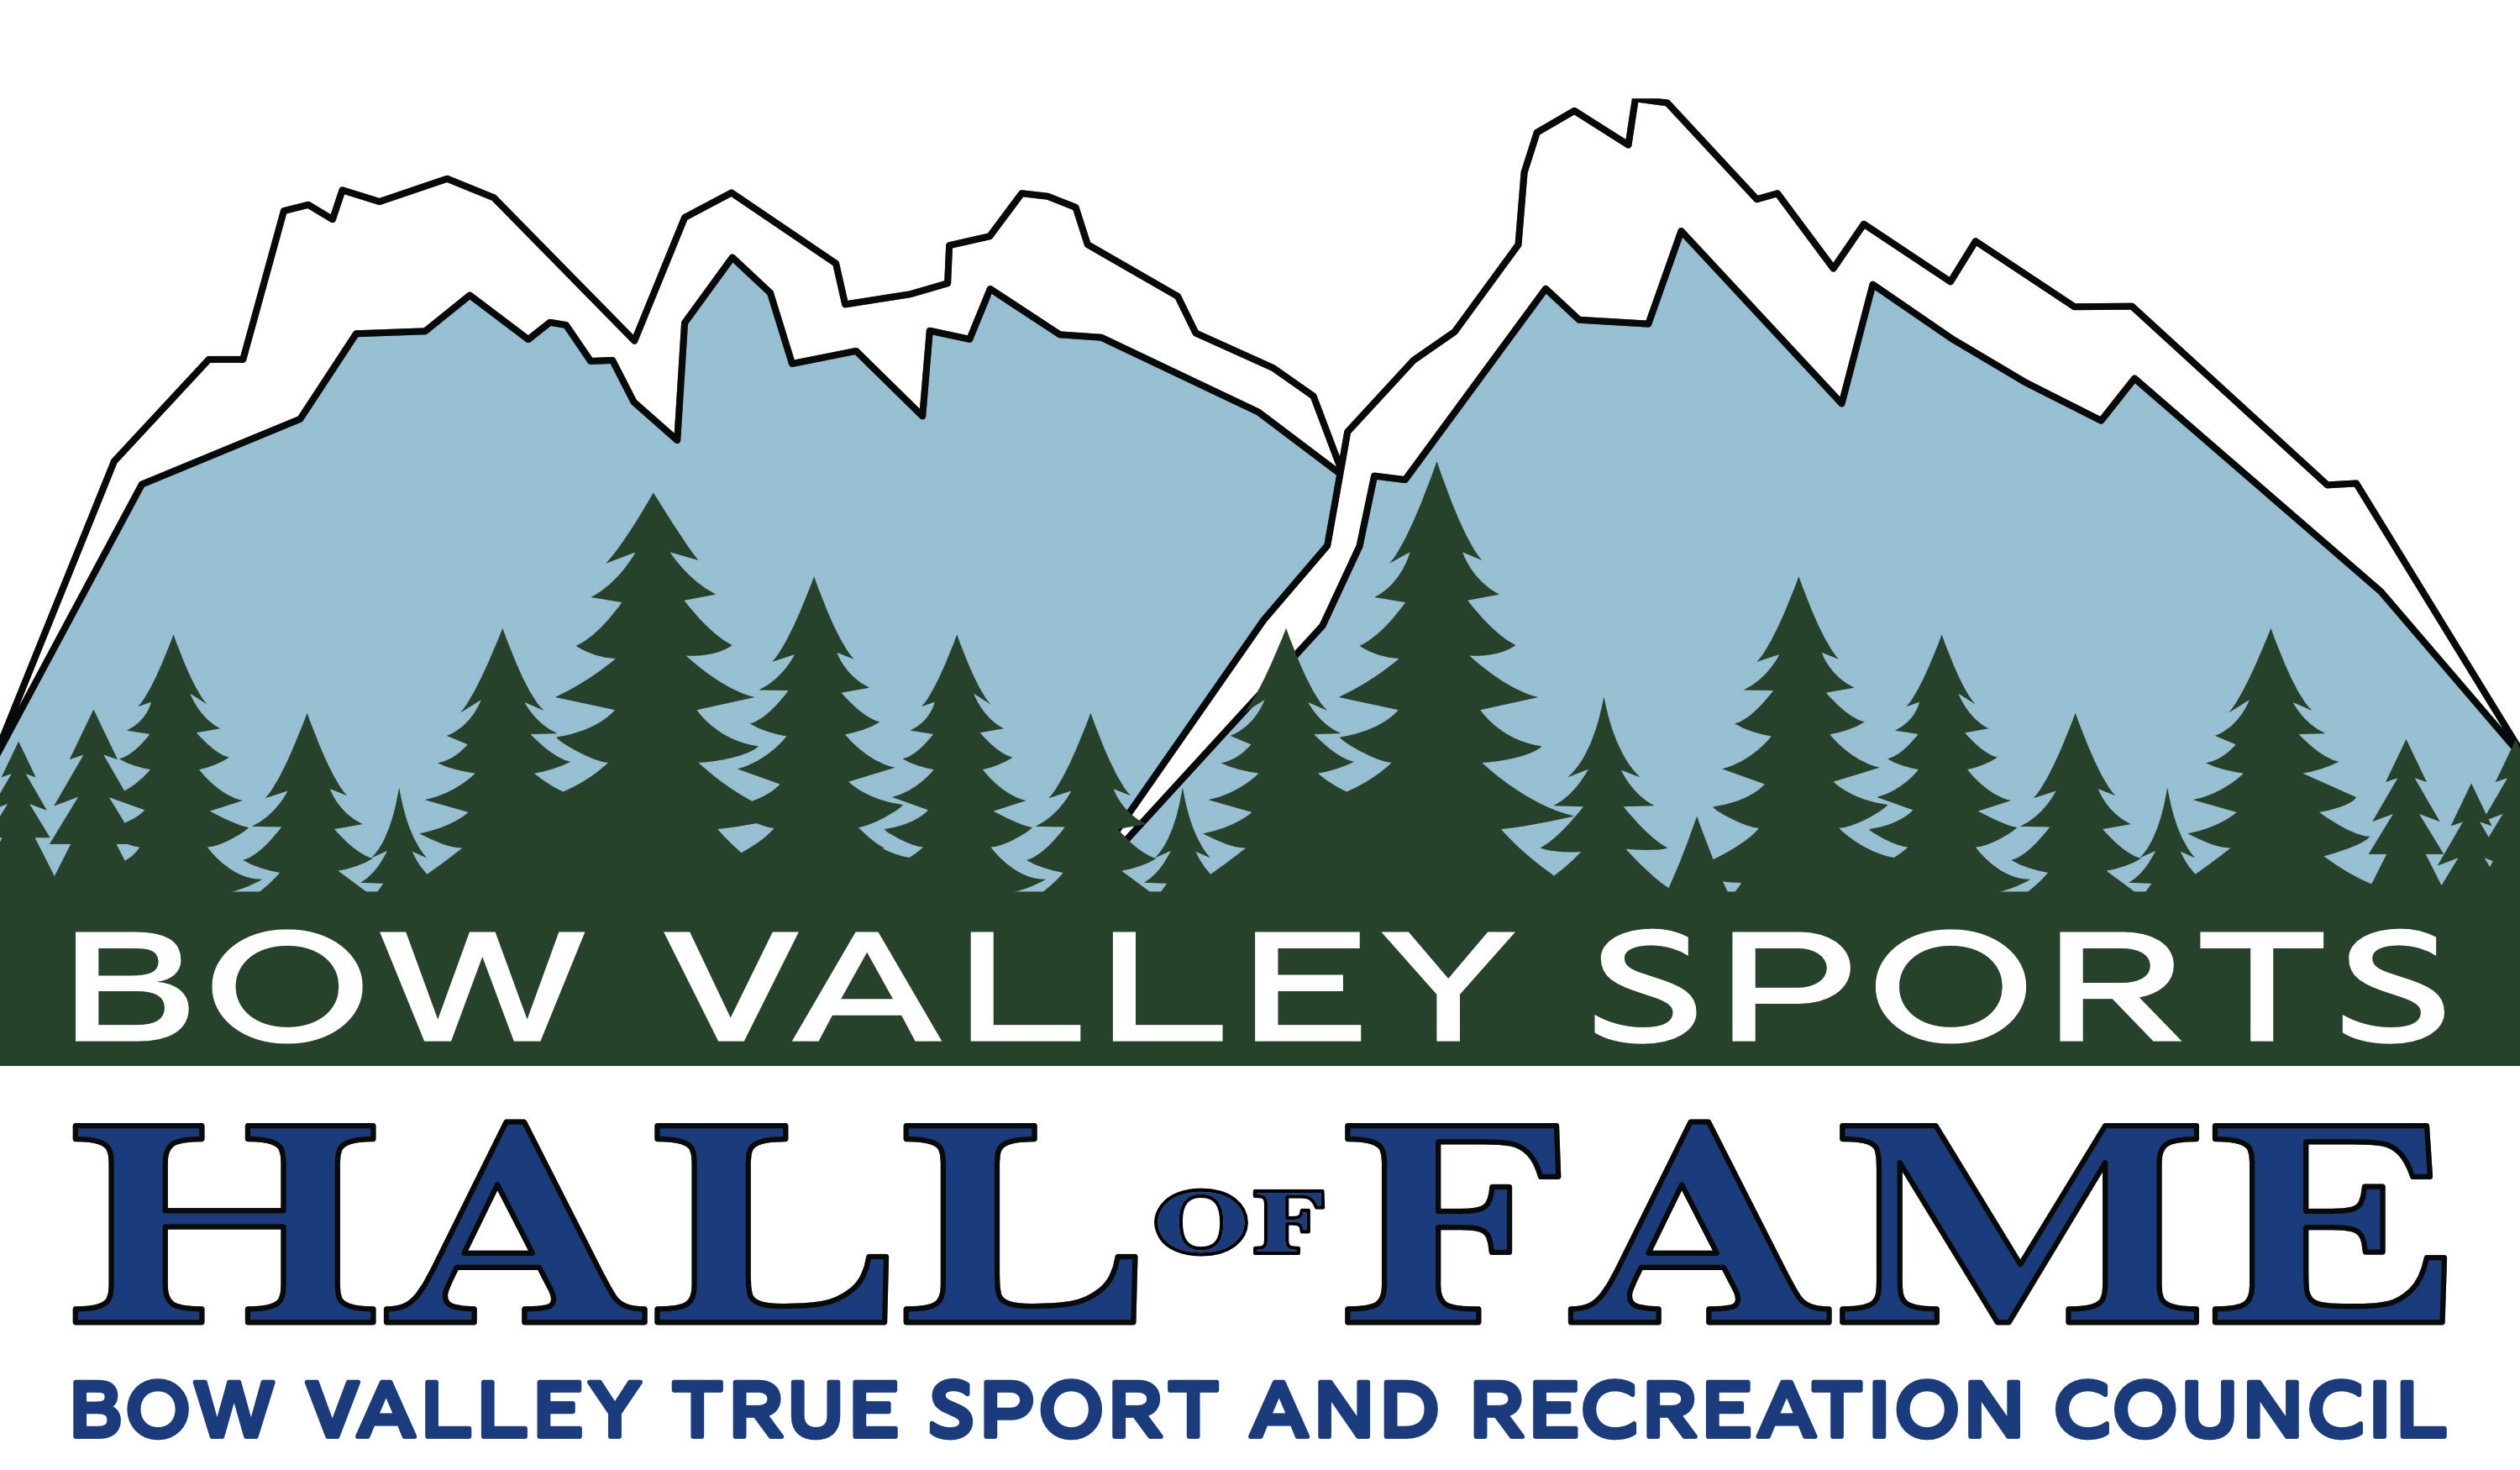 BOW VALLEY SPORTS
HALL OF FAME
BOW VALLEY TRUE SPORT AND RECREATION COUNCIL